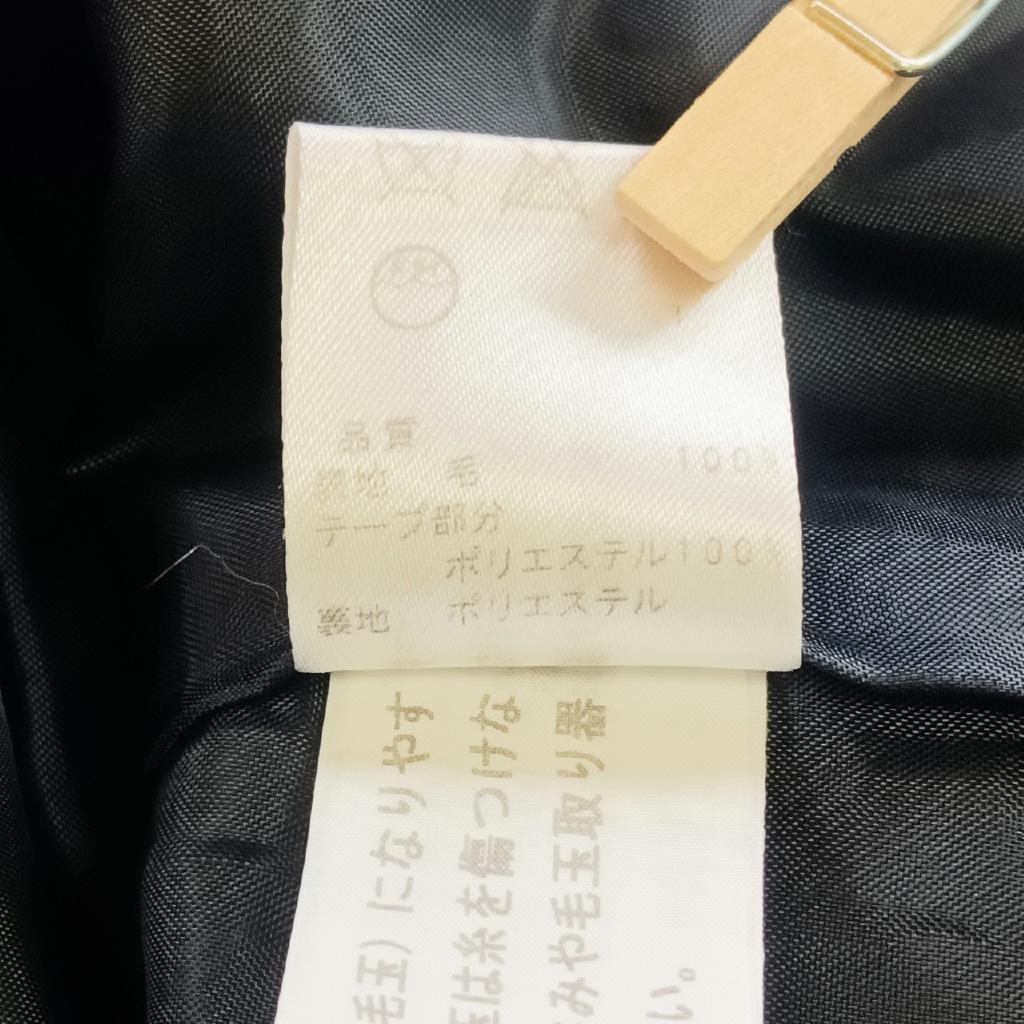 品質
表地 毛 100%
テープ部分
ポリエステル100%
裏地 ポリエステル
毛玉)になりやす
は糸を傷つけな
みや毛玉取り器
い。